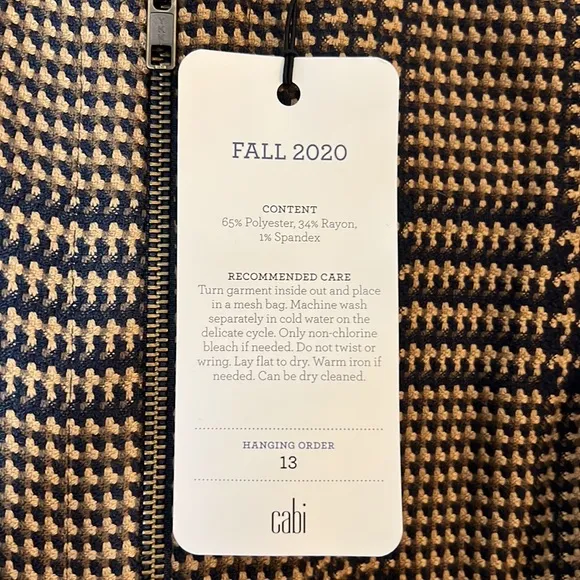 FALL 2020
CONTENT
65% Polyester, 34% Rayon,
1% Spandex
RECOMMENDED CARE
Turn garment inside out and place
in a mesh bag. Machine wash
separately in cold water on the
delicate cycle. Only non-chlorine
bleach if needed. Do not twist or
wring. Lay flat to dry. Warm iron if
needed. Can be dry cleaned.
HANGING ORDER
13
cabi